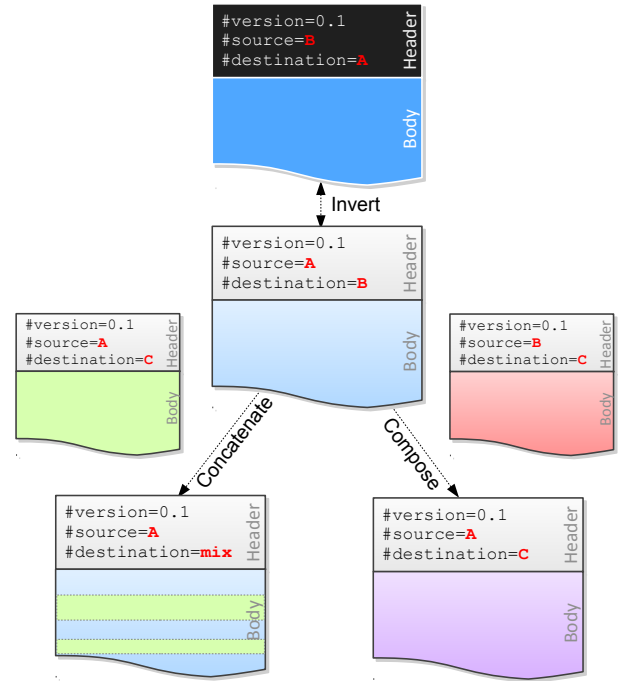 #version=0.1
#source=B
#destination=A
Header
Body
Invert
#version=0.1
#source=A
#destination=B
Header
Body
#version=0.1
#source=A
#destination=C
Header
Body
#version=0.1
#source=B
#destination=C
Header
Body
Concatenate
Compose
#version=0.1
#source=A
#destination=mix
Header
Body
#version=0.1
#source=A
#destination=C
Header
Body